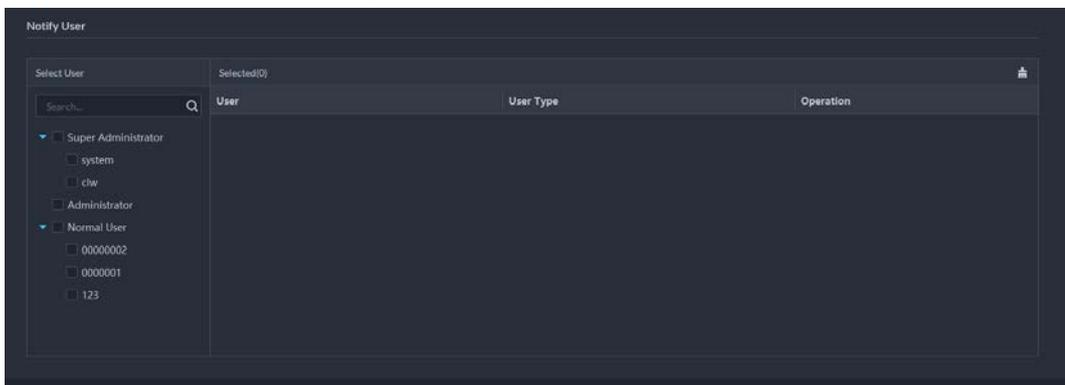 Notify User
Select User
Selected(0)
Search...
User
User Type
Operation
Super Administrator
system
clw
Administrator
Normal User
00000002
0000001
123